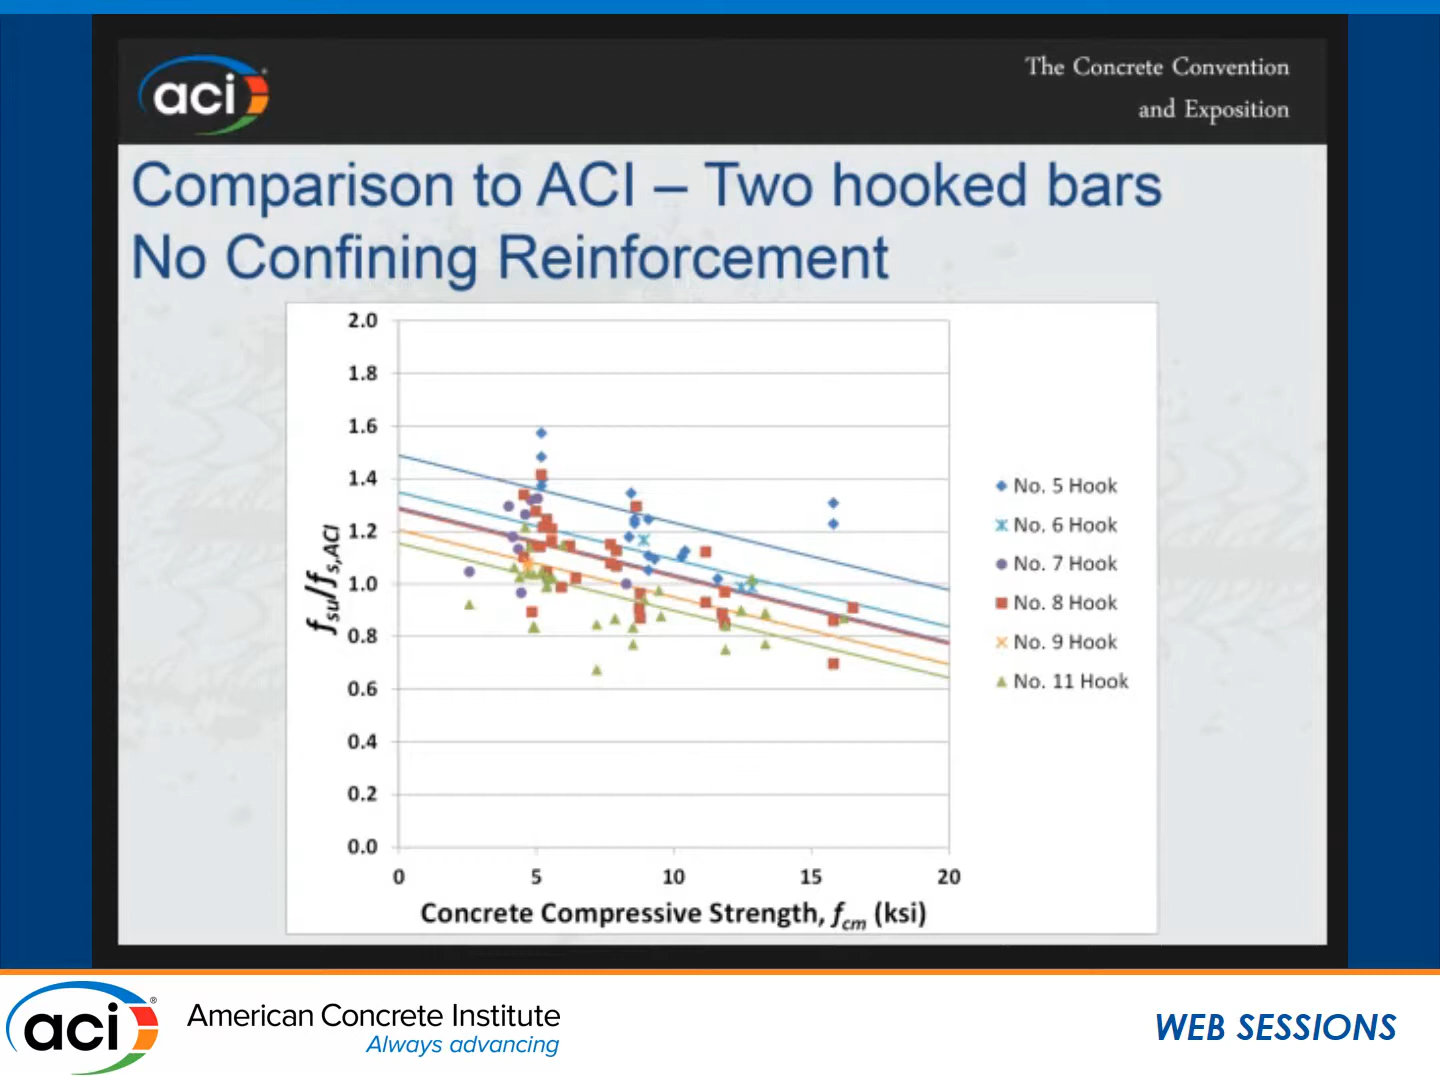 aci
The Concrete Convention
and Exposition
Comparison to ACI – Two hooked bars
No Confining Reinforcement
2.0
1.8
1.6
1.4
1.2
1.0
0.8
0.6
0.4
0.2
0.0
fsu/fs,ACI
0 5 10 15 20
Concrete Compressive Strength, fcm (ksi)
No. 5 Hook
No. 6 Hook
No. 7 Hook
No. 8 Hook
No. 9 Hook
No. 11 Hook
aci®
American Concrete Institute
Always advancing
WEB SESSIONS